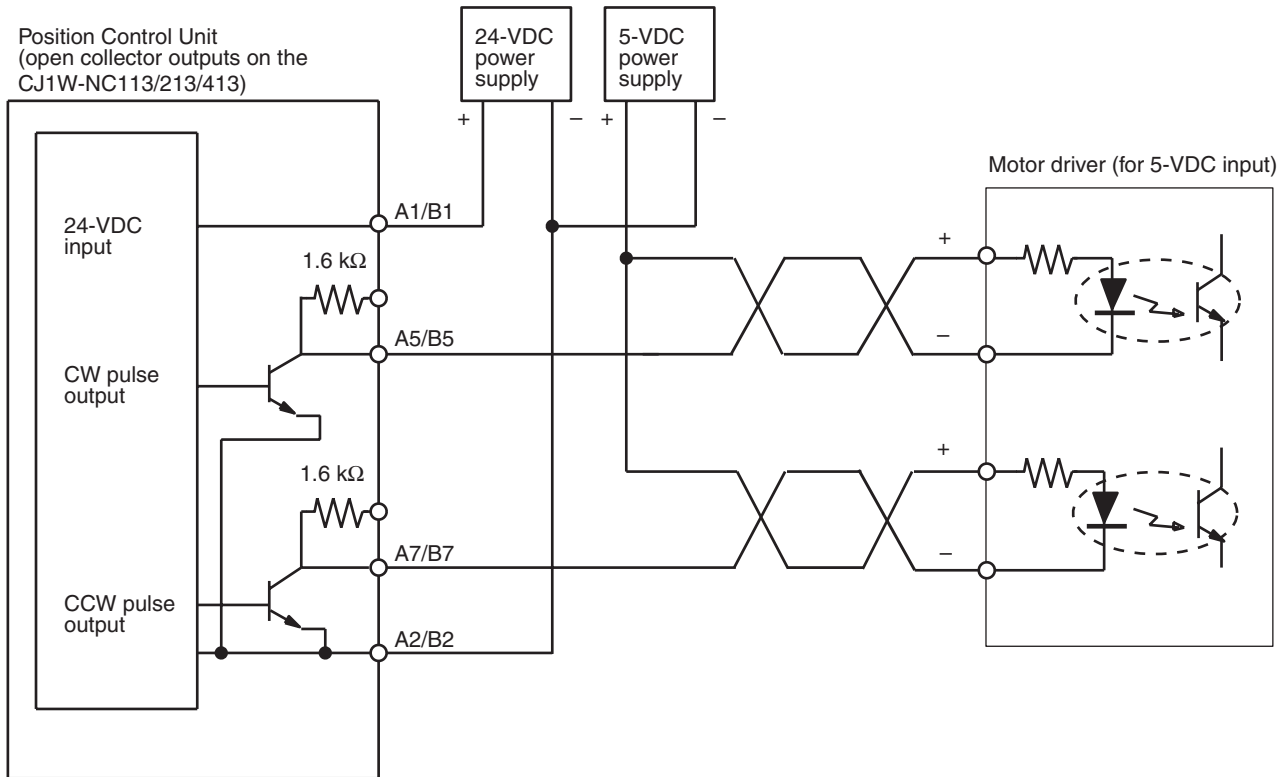 Position Control Unit
(open collector outputs on the
CJ1W-NC113/213/413)
24-VDC
power
supply
5-VDC
power
supply
+
–
+
–
Motor driver (for 5-VDC input)
24-VDC
input
A1/B1
1.6 kΩ
A5/B5
CW pulse
output
+
–
1.6 kΩ
A7/B7
CCW pulse
output
A2/B2
+
–